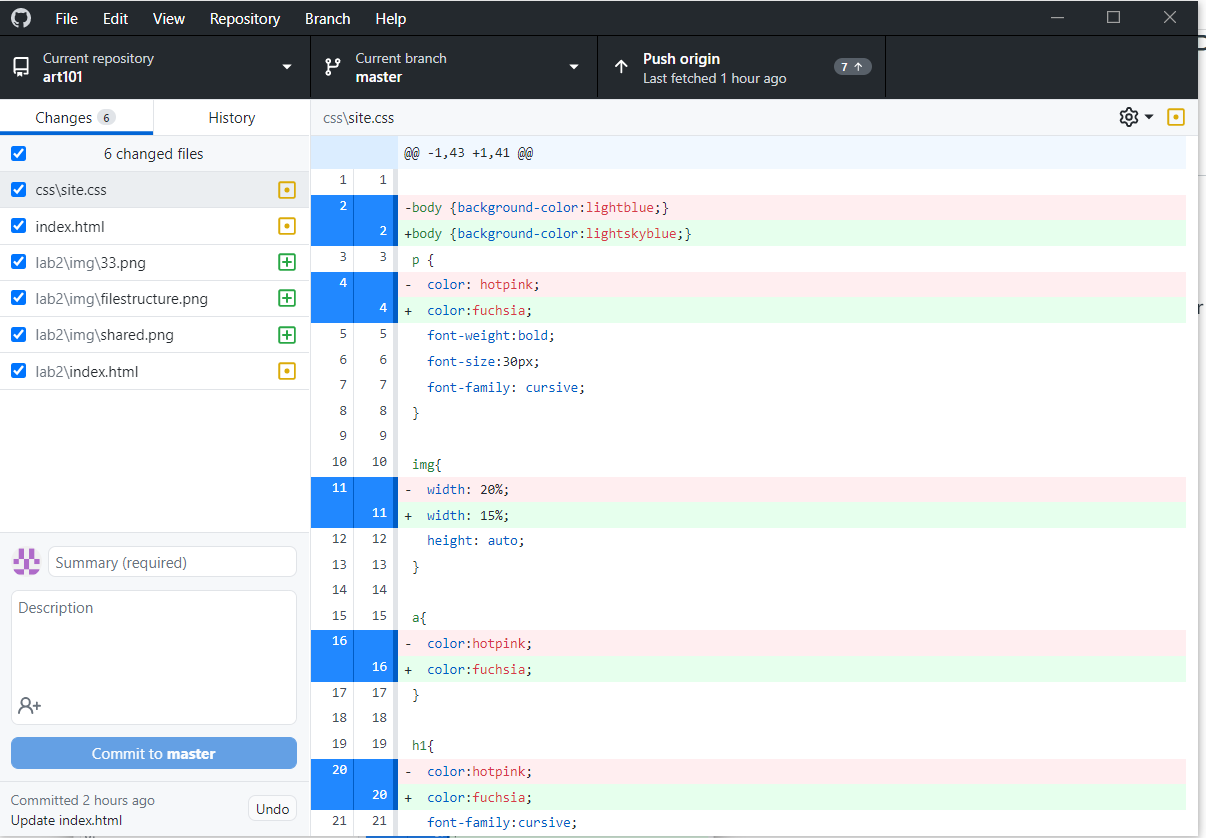 File Edit View Repository Branch Help
Current repository
art101
Current branch
master
Push origin
Last fetched 1 hour ago
7
Changes 6
History
css\site.css
6 changed files
css\site.css
index.html
lab2\img\33.png
lab2\img\filestructure.png
lab2\img\shared.png
lab2\index.html
Summary (required)
Description
Commit to master
Committed 2 hours ago
Update index.html
Undo
@@ -1,43 +1,41 @@
1 1
2 -body {background-color:lightblue;}
2 +body {background-color:lightskyblue;}
3 3 p {
4 - color: hotpink;
4 + color:fuchsia;
5 5 font-weight:bold;
6 6 font-size:30px;
7 7 font-family: cursive;
8 8 }
9 9
10 10 img{
11 - width: 20%;
11 + width: 15%;
12 12 height: auto;
13 13 }
14 14
15 15 a{
16 - color:hotpink;
16 + color:fuchsia;
17 17 }
18 18
19 19 h1{
20 - color:hotpink;
20 + color:fuchsia;
21 21 font-family:cursive;